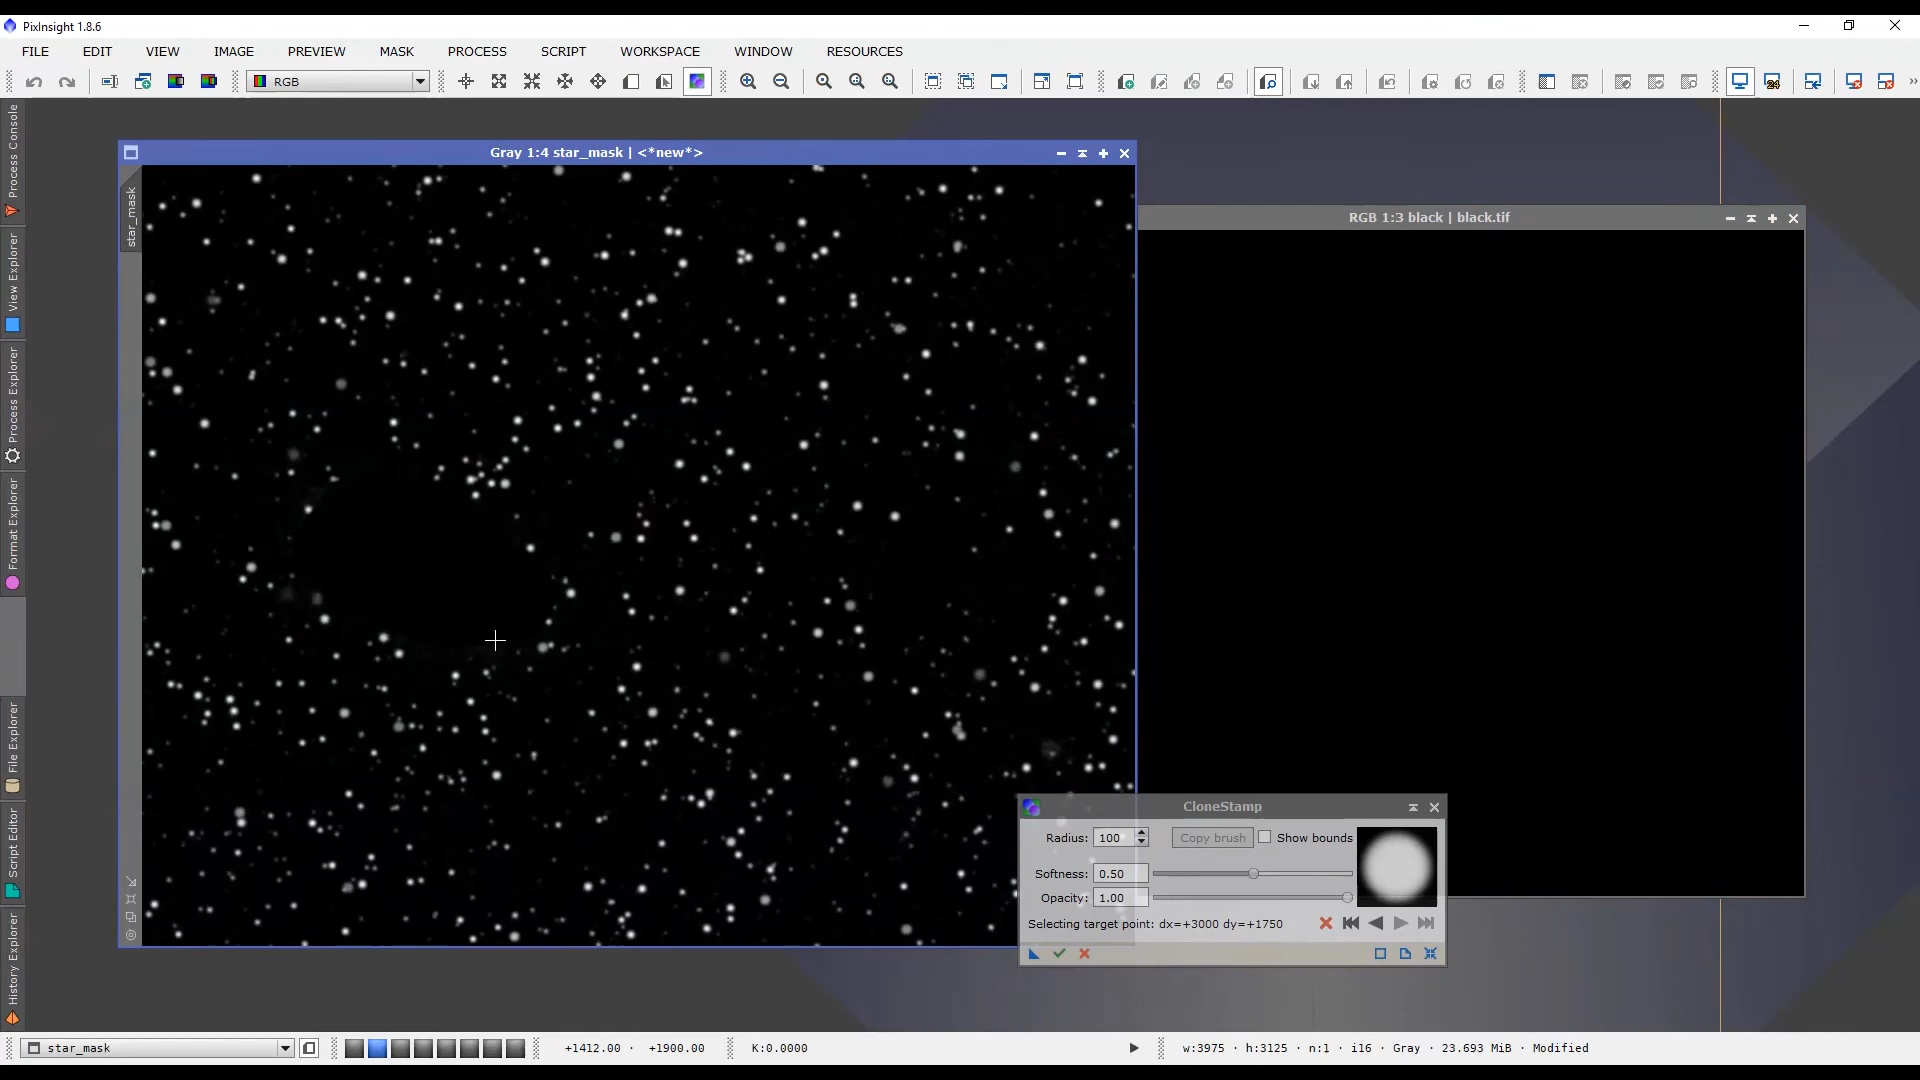 PixInsight 1.8.6
FILE EDIT VIEW IMAGE PREVIEW MASK PROCESS SCRIPT WORKSPACE WINDOW RESOURCES
RGB
24
Process Console
View Explorer
Process Explorer
Format Explorer
File Explorer
Script Editor
History Explorer
Gray 1:4 star_mask | <*new*>
star_mask
RGB 1:3 black | black.tif
CloneStamp
Radius: 100 Copy brush Show bounds
Softness: 0.50
Opacity: 1.00
Selecting target point: dx=+3000 dy=+1750
star_mask +1412.00 · +1900.00 K:0.0000 w:3975 · h:3125 · n:1 · i16 · Gray · 23.693 MiB · Modified